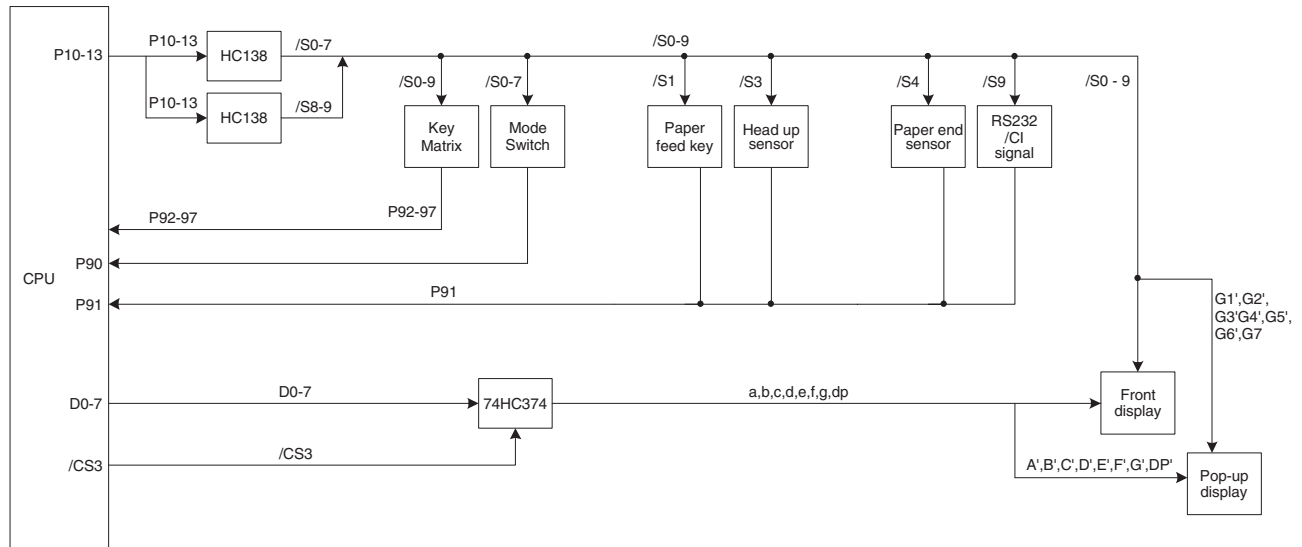 P10-13
P10-13
HC138
/S0-7
/S0-9
P10-13
HC138
/S8-9
/S0-9
/S0-7
/S1
/S3
/S4
/S9
/S0 - 9
Key
Matrix
Mode
Switch
Paper
feed key
Head up
sensor
Paper end
sensor
RS232
/CI
signal
P92-97
P92-97
P90
CPU
P91
P91
G1',G2',
G3'G4',G5',
G6',G7
D0-7
D0-7
74HC374
a,b,c,d,e,f,g,dp
Front
display
/CS3
/CS3
A',B',C',D',E',F',G',DP'
Pop-up
display